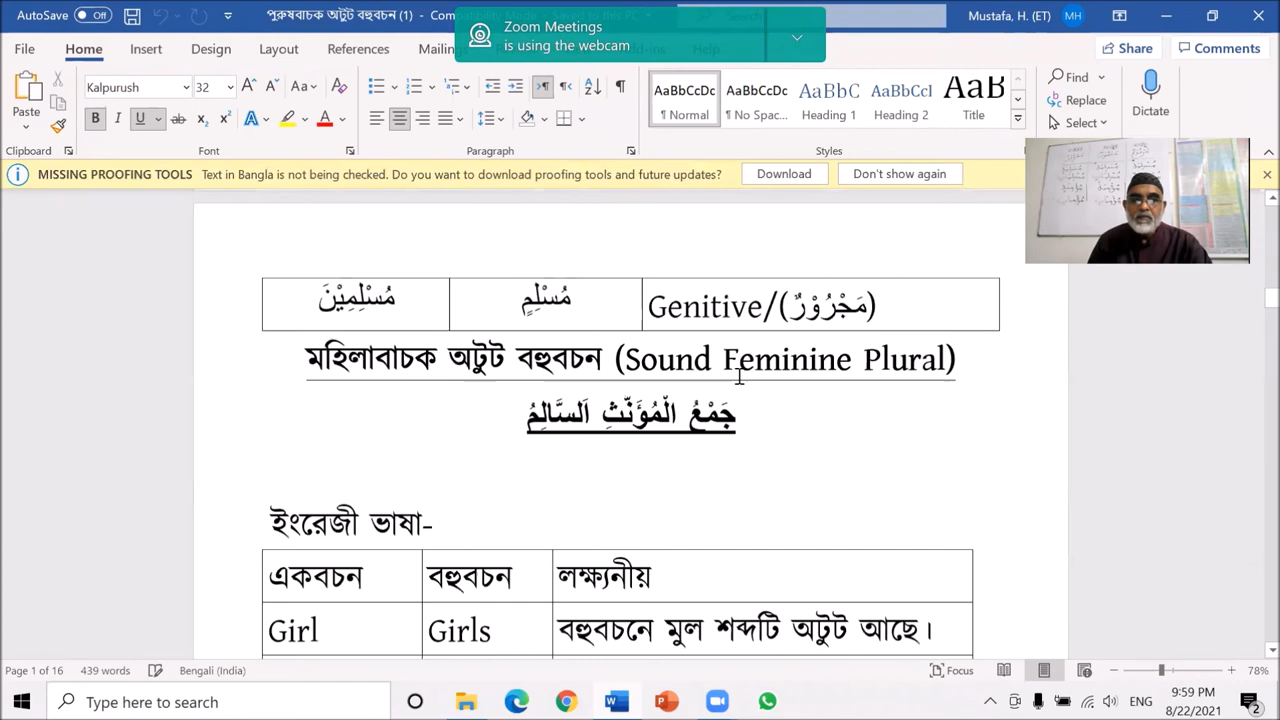 AutoSave Off পুরুষবাচক অটুট বহুবচন (1) - Mustafa, H. (ET) MH
Zoom Meetings
is using the webcam
File Home Insert Design Layout References Share Comments
Paste Kalpurush 32 Aa B I U ab x₂ x² A A A AaBbCcDc AaBbCcDc AaBbC AaBbCcl AaB Find Replace Select Dictate
¶ Normal ¶ No Spac... Heading 1 Heading 2 Title
Clipboard Font Paragraph Styles
MISSING PROOFING TOOLS Text in Bangla is not being checked. Do you want to download proofing tools and future updates? Download Don't show again
مُسْلِمِيْنَ مُسْلِمٍ Genitive/(مَجْرُوْرٌ)
মহিলাবাচক অটুট বহুবচন (Sound Feminine Plural)
جَمْعُ الْمُؤَنَّثِ اَلسَّالِمُ
ইংরেজী ভাষা-
একবচন বহুবচন লক্ষ্যনীয়
Girl Girls বহুবচনে মুল শব্দটি অটুট আছে।
Page 1 of 16 439 words Bengali (India) Focus 78%
Type here to search ENG 9:59 PM
8/22/2021 2